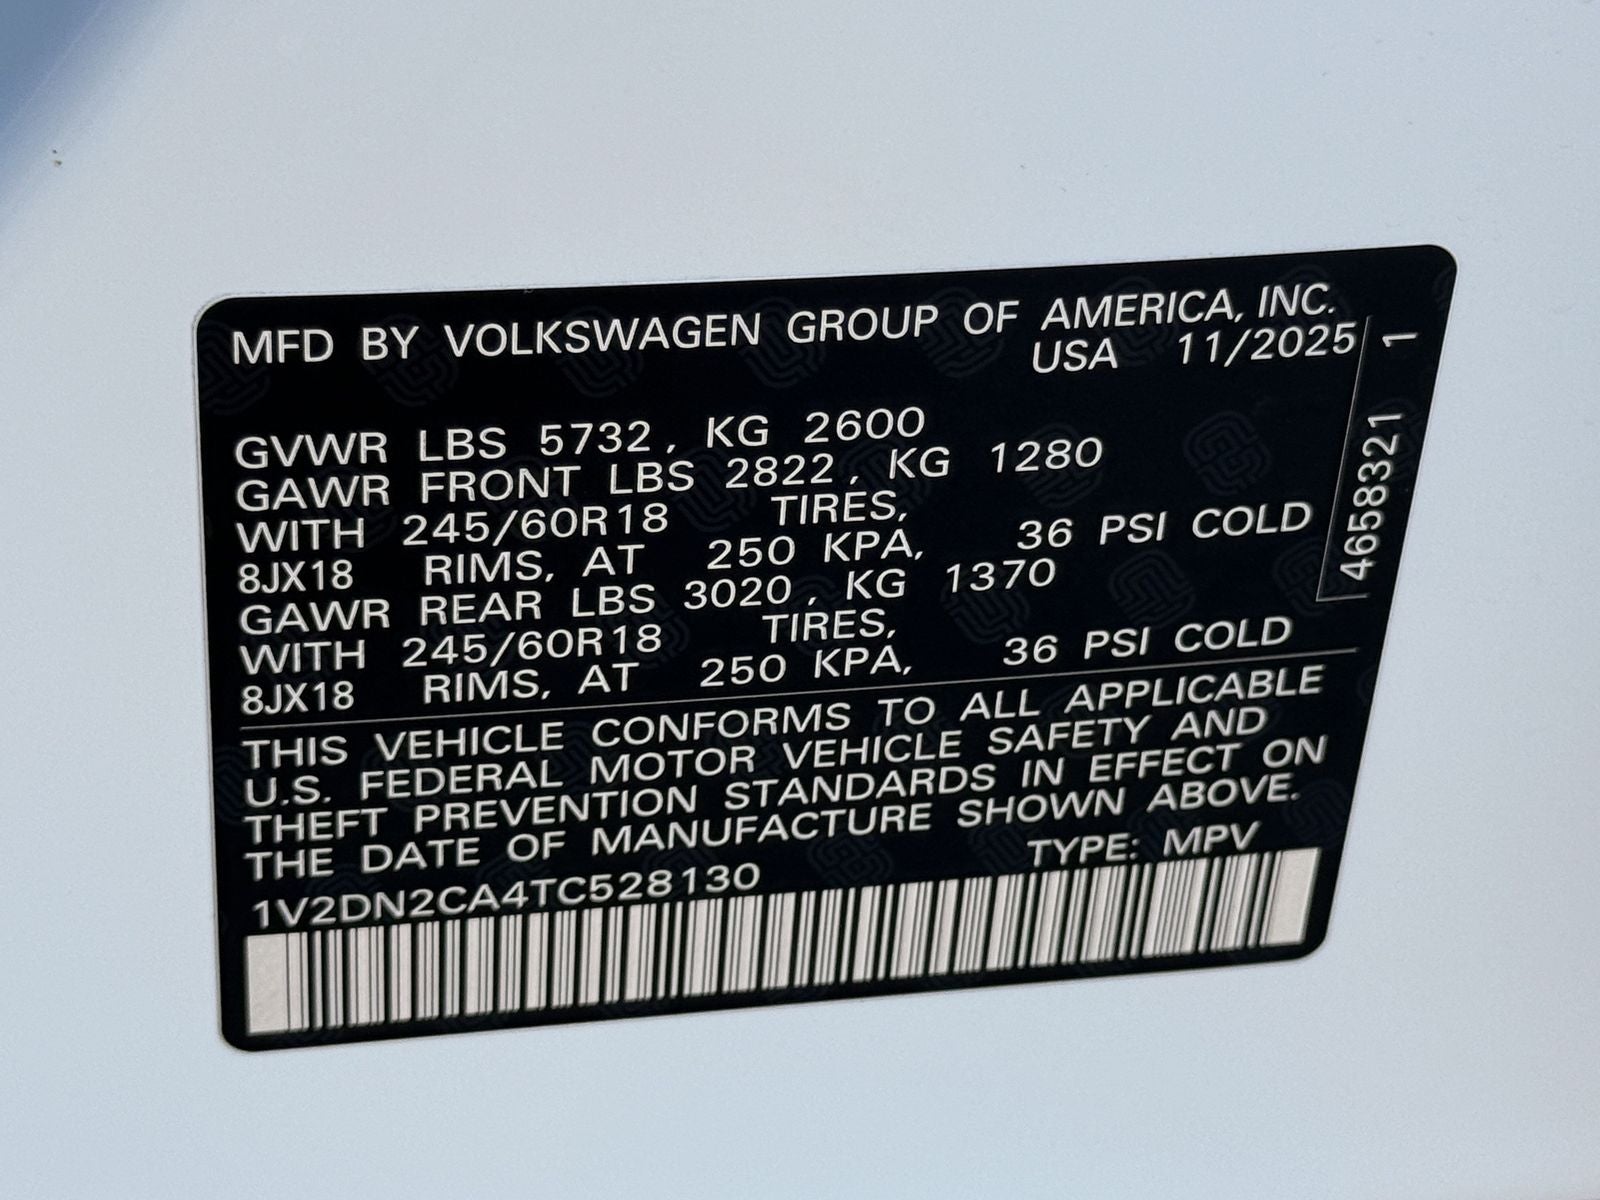 MFD BY VOLKSWAGEN GROUP OF AMERICA, INC.
USA 11/2025
GVWR LBS 5732, KG 2600
GAWR FRONT LBS 2822, KG 1280
WITH 245/60R18 TIRES,
8JX18 RIMS, AT 250 KPA, 36 PSI COLD
GAWR REAR LBS 3020, KG 1370
WITH 245/60R18 TIRES,
8JX18 RIMS, AT 250 KPA, 36 PSI COLD
4658321 1
THIS VEHICLE CONFORMS TO ALL APPLICABLE
U.S. FEDERAL MOTOR VEHICLE SAFETY AND
THEFT PREVENTION STANDARDS IN EFFECT ON
THE DATE OF MANUFACTURE SHOWN ABOVE.
1V2DN2CA4TC528130 TYPE: MPV